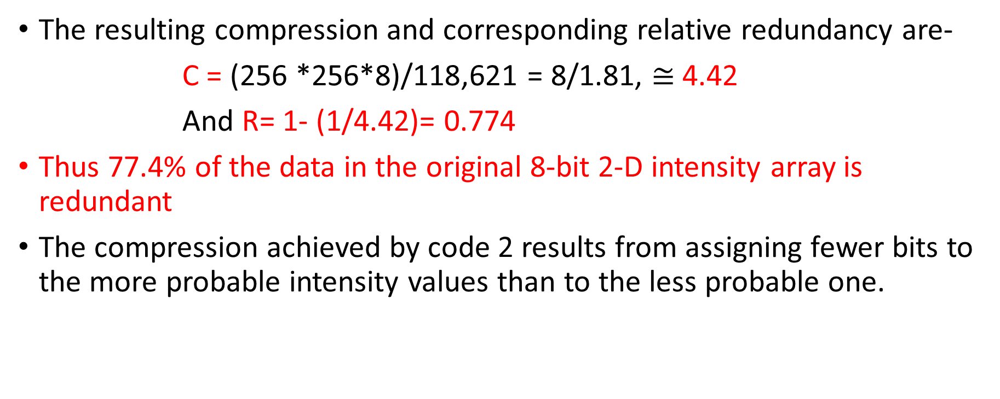 • The resulting compression and corresponding relative redundancy are-
C = (256 *256*8)/118,621 = 8/1.81, ≅ 4.42
And R= 1- (1/4.42)= 0.774
• Thus 77.4% of the data in the original 8-bit 2-D intensity array is
redundant
• The compression achieved by code 2 results from assigning fewer bits to
the more probable intensity values than to the less probable one.